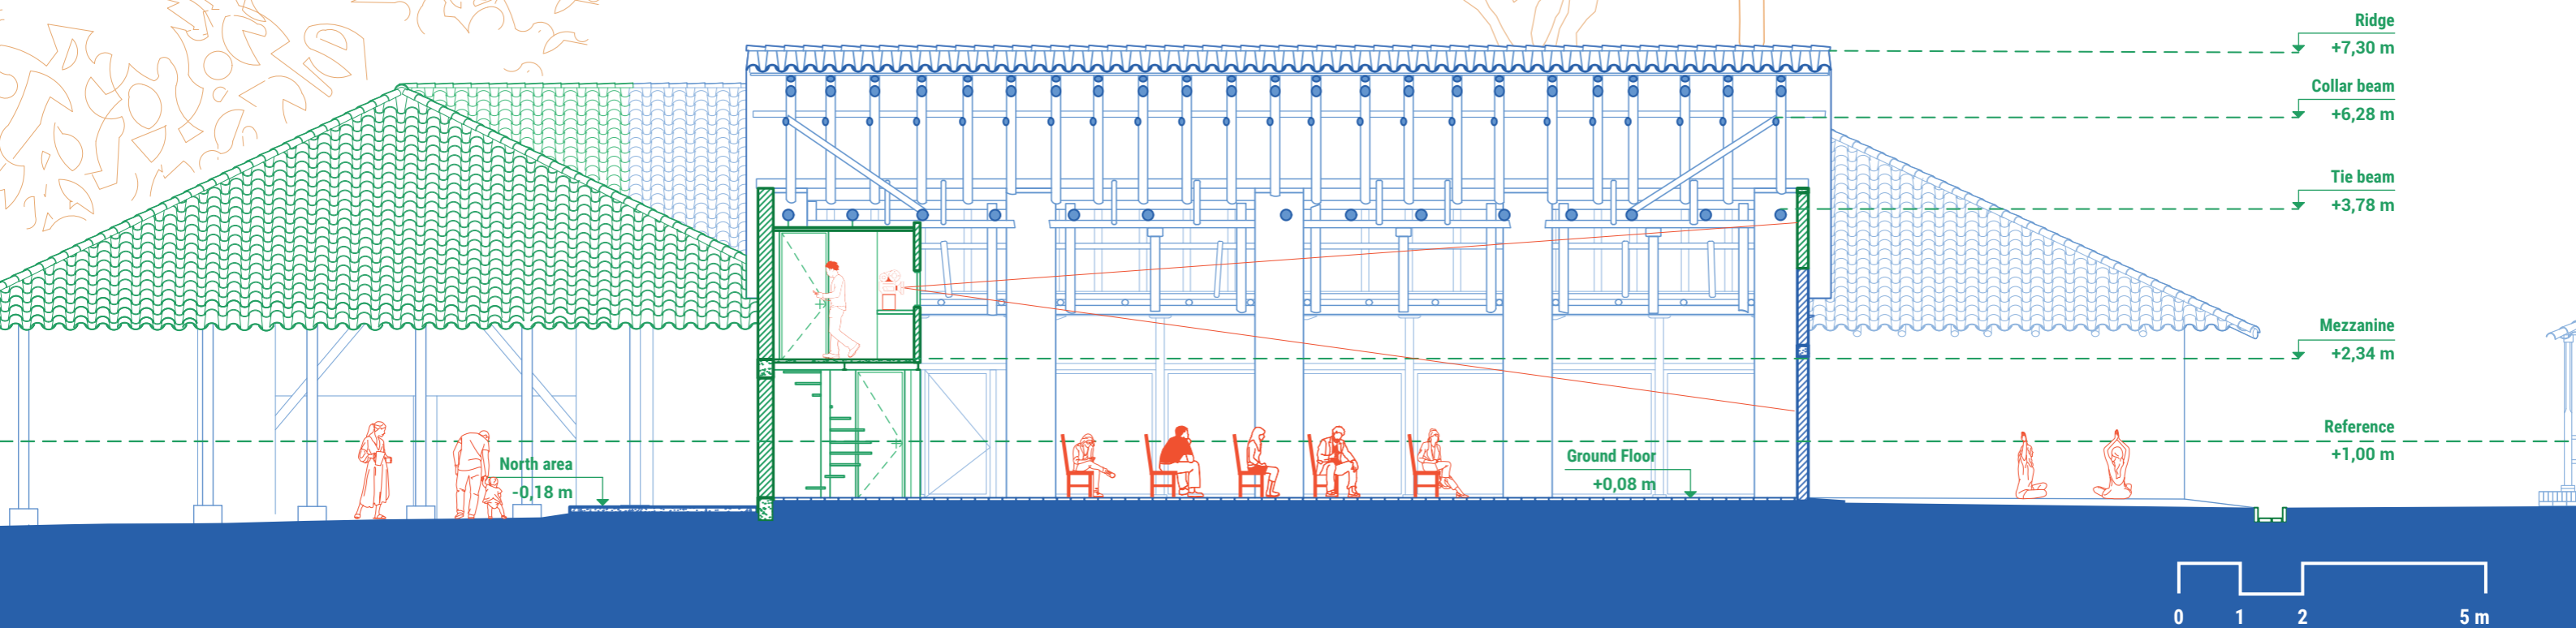 Ridge
+7,30 m
Collar beam
+6,28 m
Tie beam
+3,78 m
Mezzanine
+2,34 m
Reference
+1,00 m
North area
-0,18 m
Ground Floor
+0,08 m
0 1 2 5 m